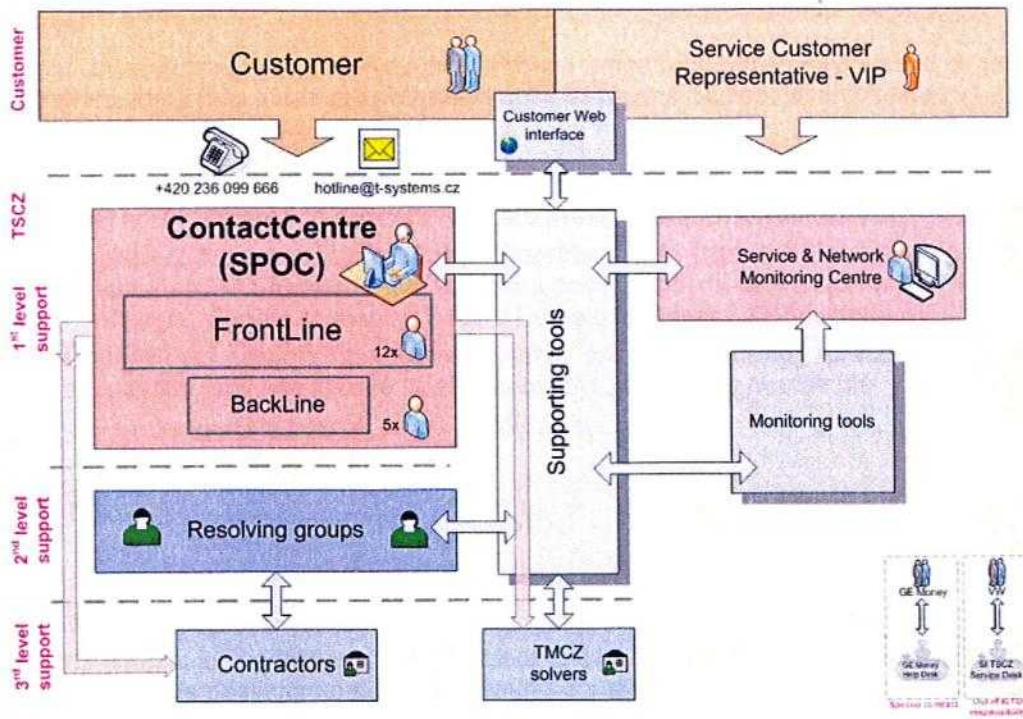 Customer
Customer
Service Customer
Representative - VIP
Customer Web
interface
+420 236 099 666
hotline@t-systems.cz
TSCZ
ContactCentre
(SPOC)
FrontLine
12x
BackLine
5x
1st level
support
Supporting tools
Service & Network
Monitoring Centre
Monitoring tools
2nd level
support
Resolving groups
3rd level
support
Contractors
TMCZ
solvers
GE Money
VW
GE Money
Help Desk
SI TSCZ
Service Desk